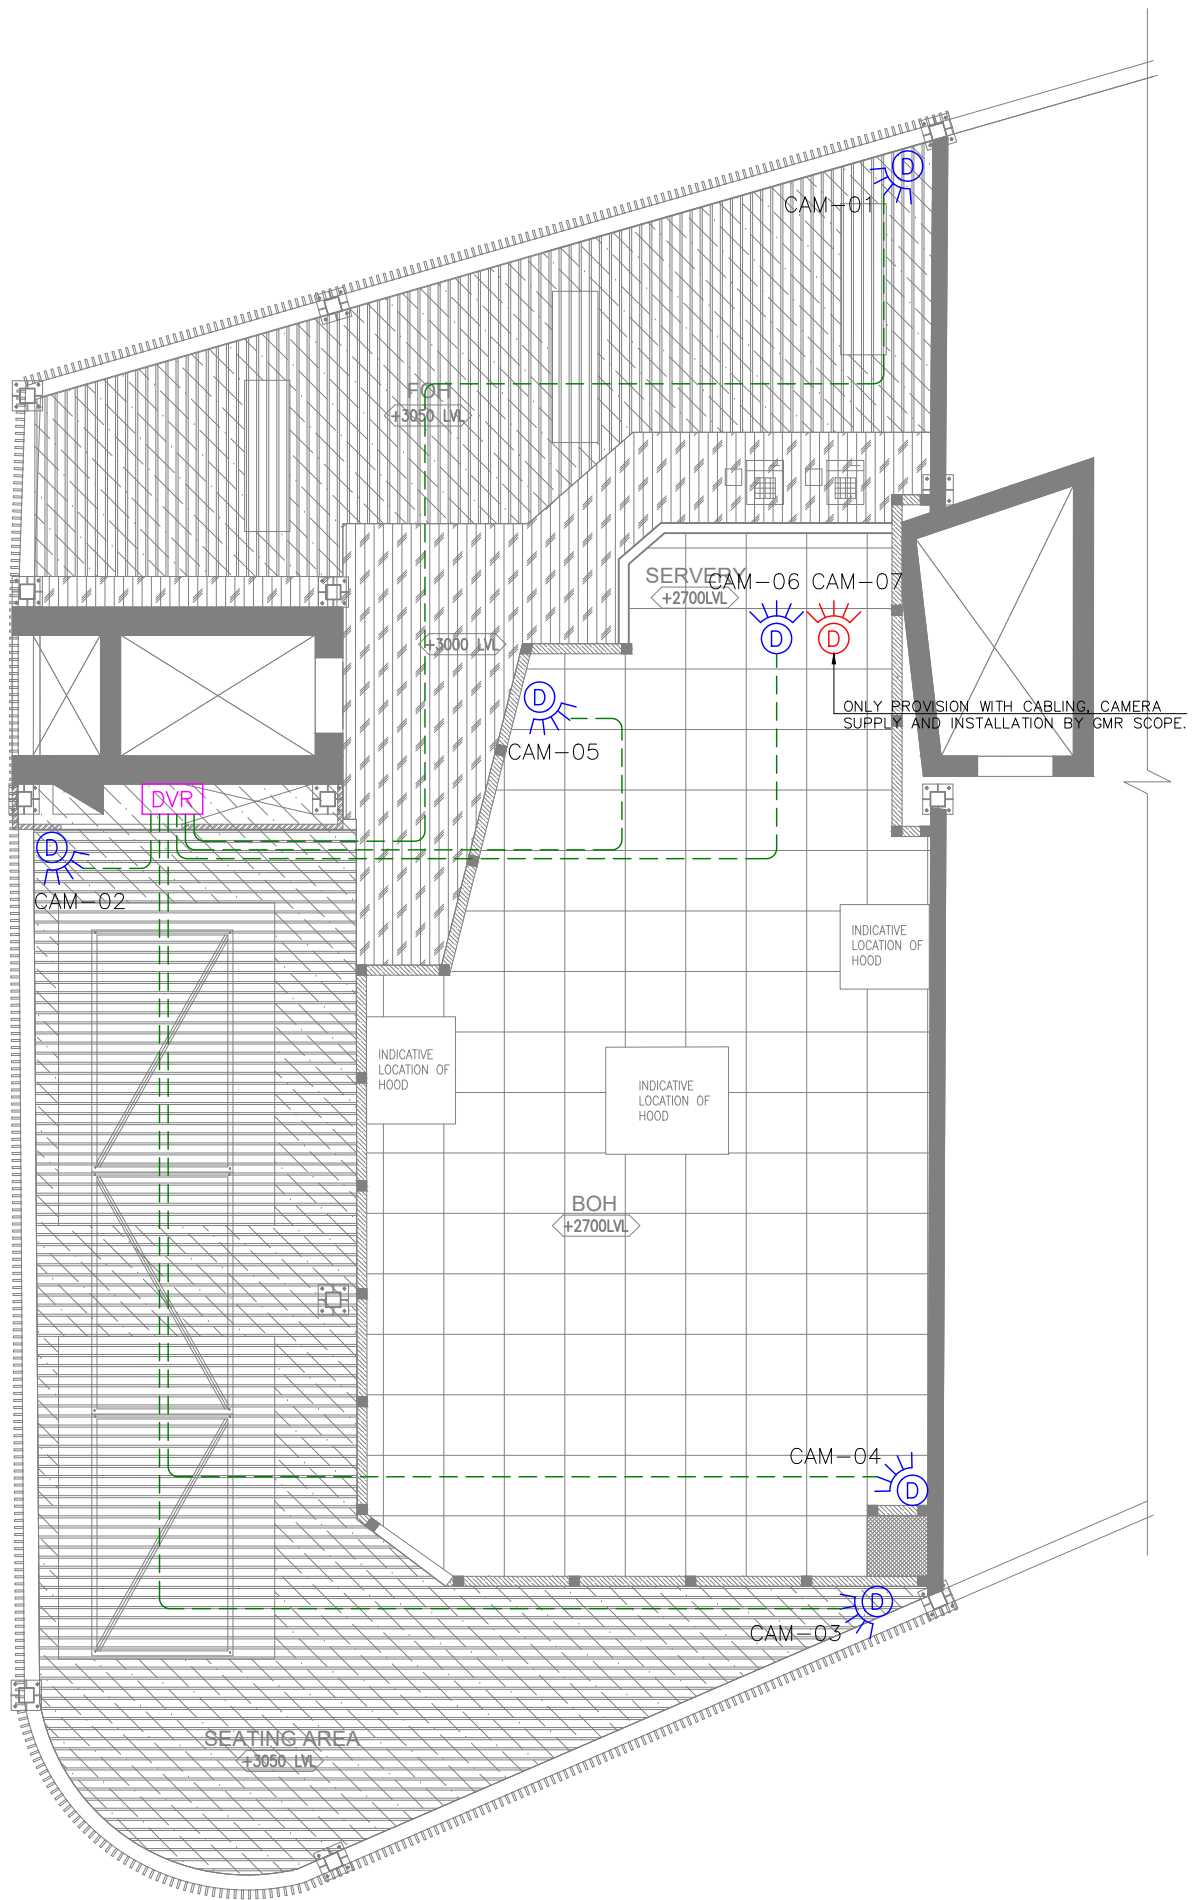 D
CAM-01
FOH
+3050 LVL
SERVERY
+2700LVL
CAM-06
CAM-07
D
D
+3000 LVL
D
CAM-05
ONLY PROVISION WITH CABLING, CAMERA
SUPPLY AND INSTALLATION BY GMR SCOPE.
DVR
D
CAM-02
INDICATIVE
LOCATION OF
HOOD
INDICATIVE
LOCATION OF
HOOD
INDICATIVE
LOCATION OF
HOOD
BOH
+2700LVL
CAM-04
D
D
CAM-03
SEATING AREA
+3050 LVL